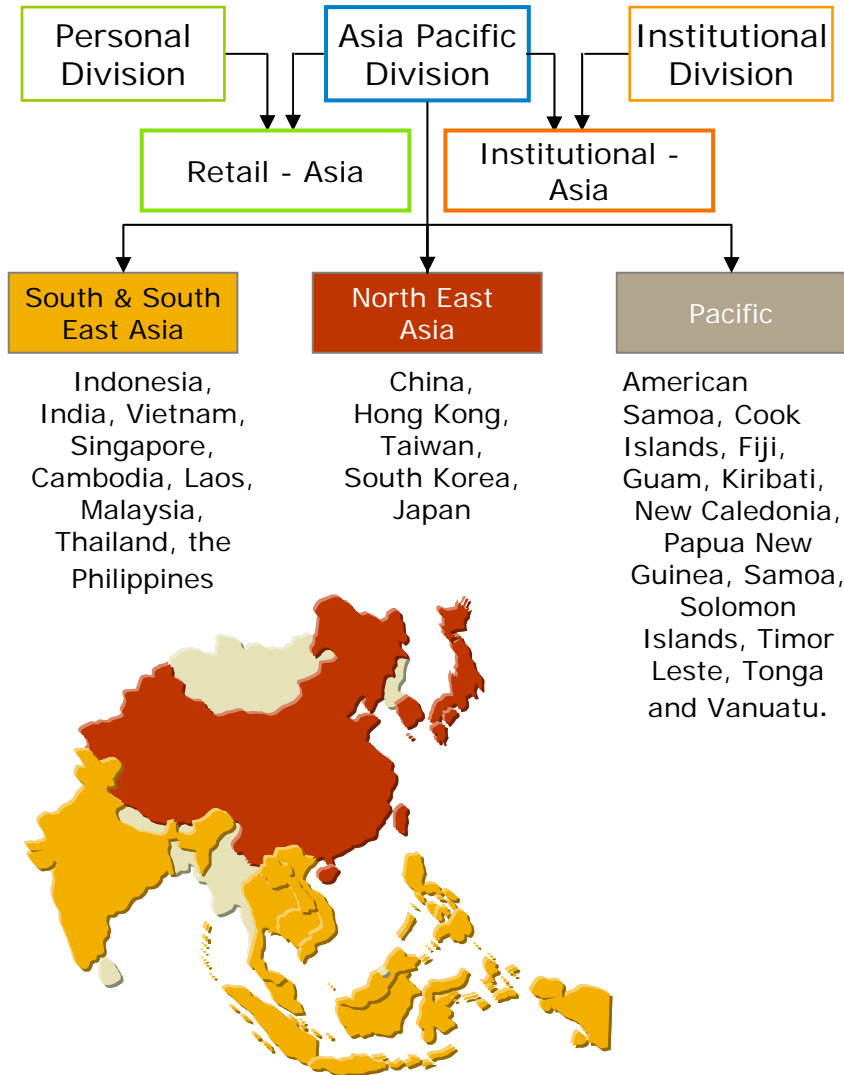 Personal
Division
Asia Pacific
Division
Institutional
Division
Retail - Asia
Institutional -
Asia
South & South
East Asia
North East
Asia
Pacific
Indonesia,
India, Vietnam,
Singapore,
Cambodia, Laos,
Malaysia,
Thailand, the
Philippines
China,
Hong Kong,
Taiwan,
South Korea,
Japan
American
Samoa, Cook
Islands, Fiji,
Guam, Kiribati,
New Caledonia,
Papua New
Guinea, Samoa,
Solomon
Islands, Timor
Leste, Tonga
and Vanuatu.